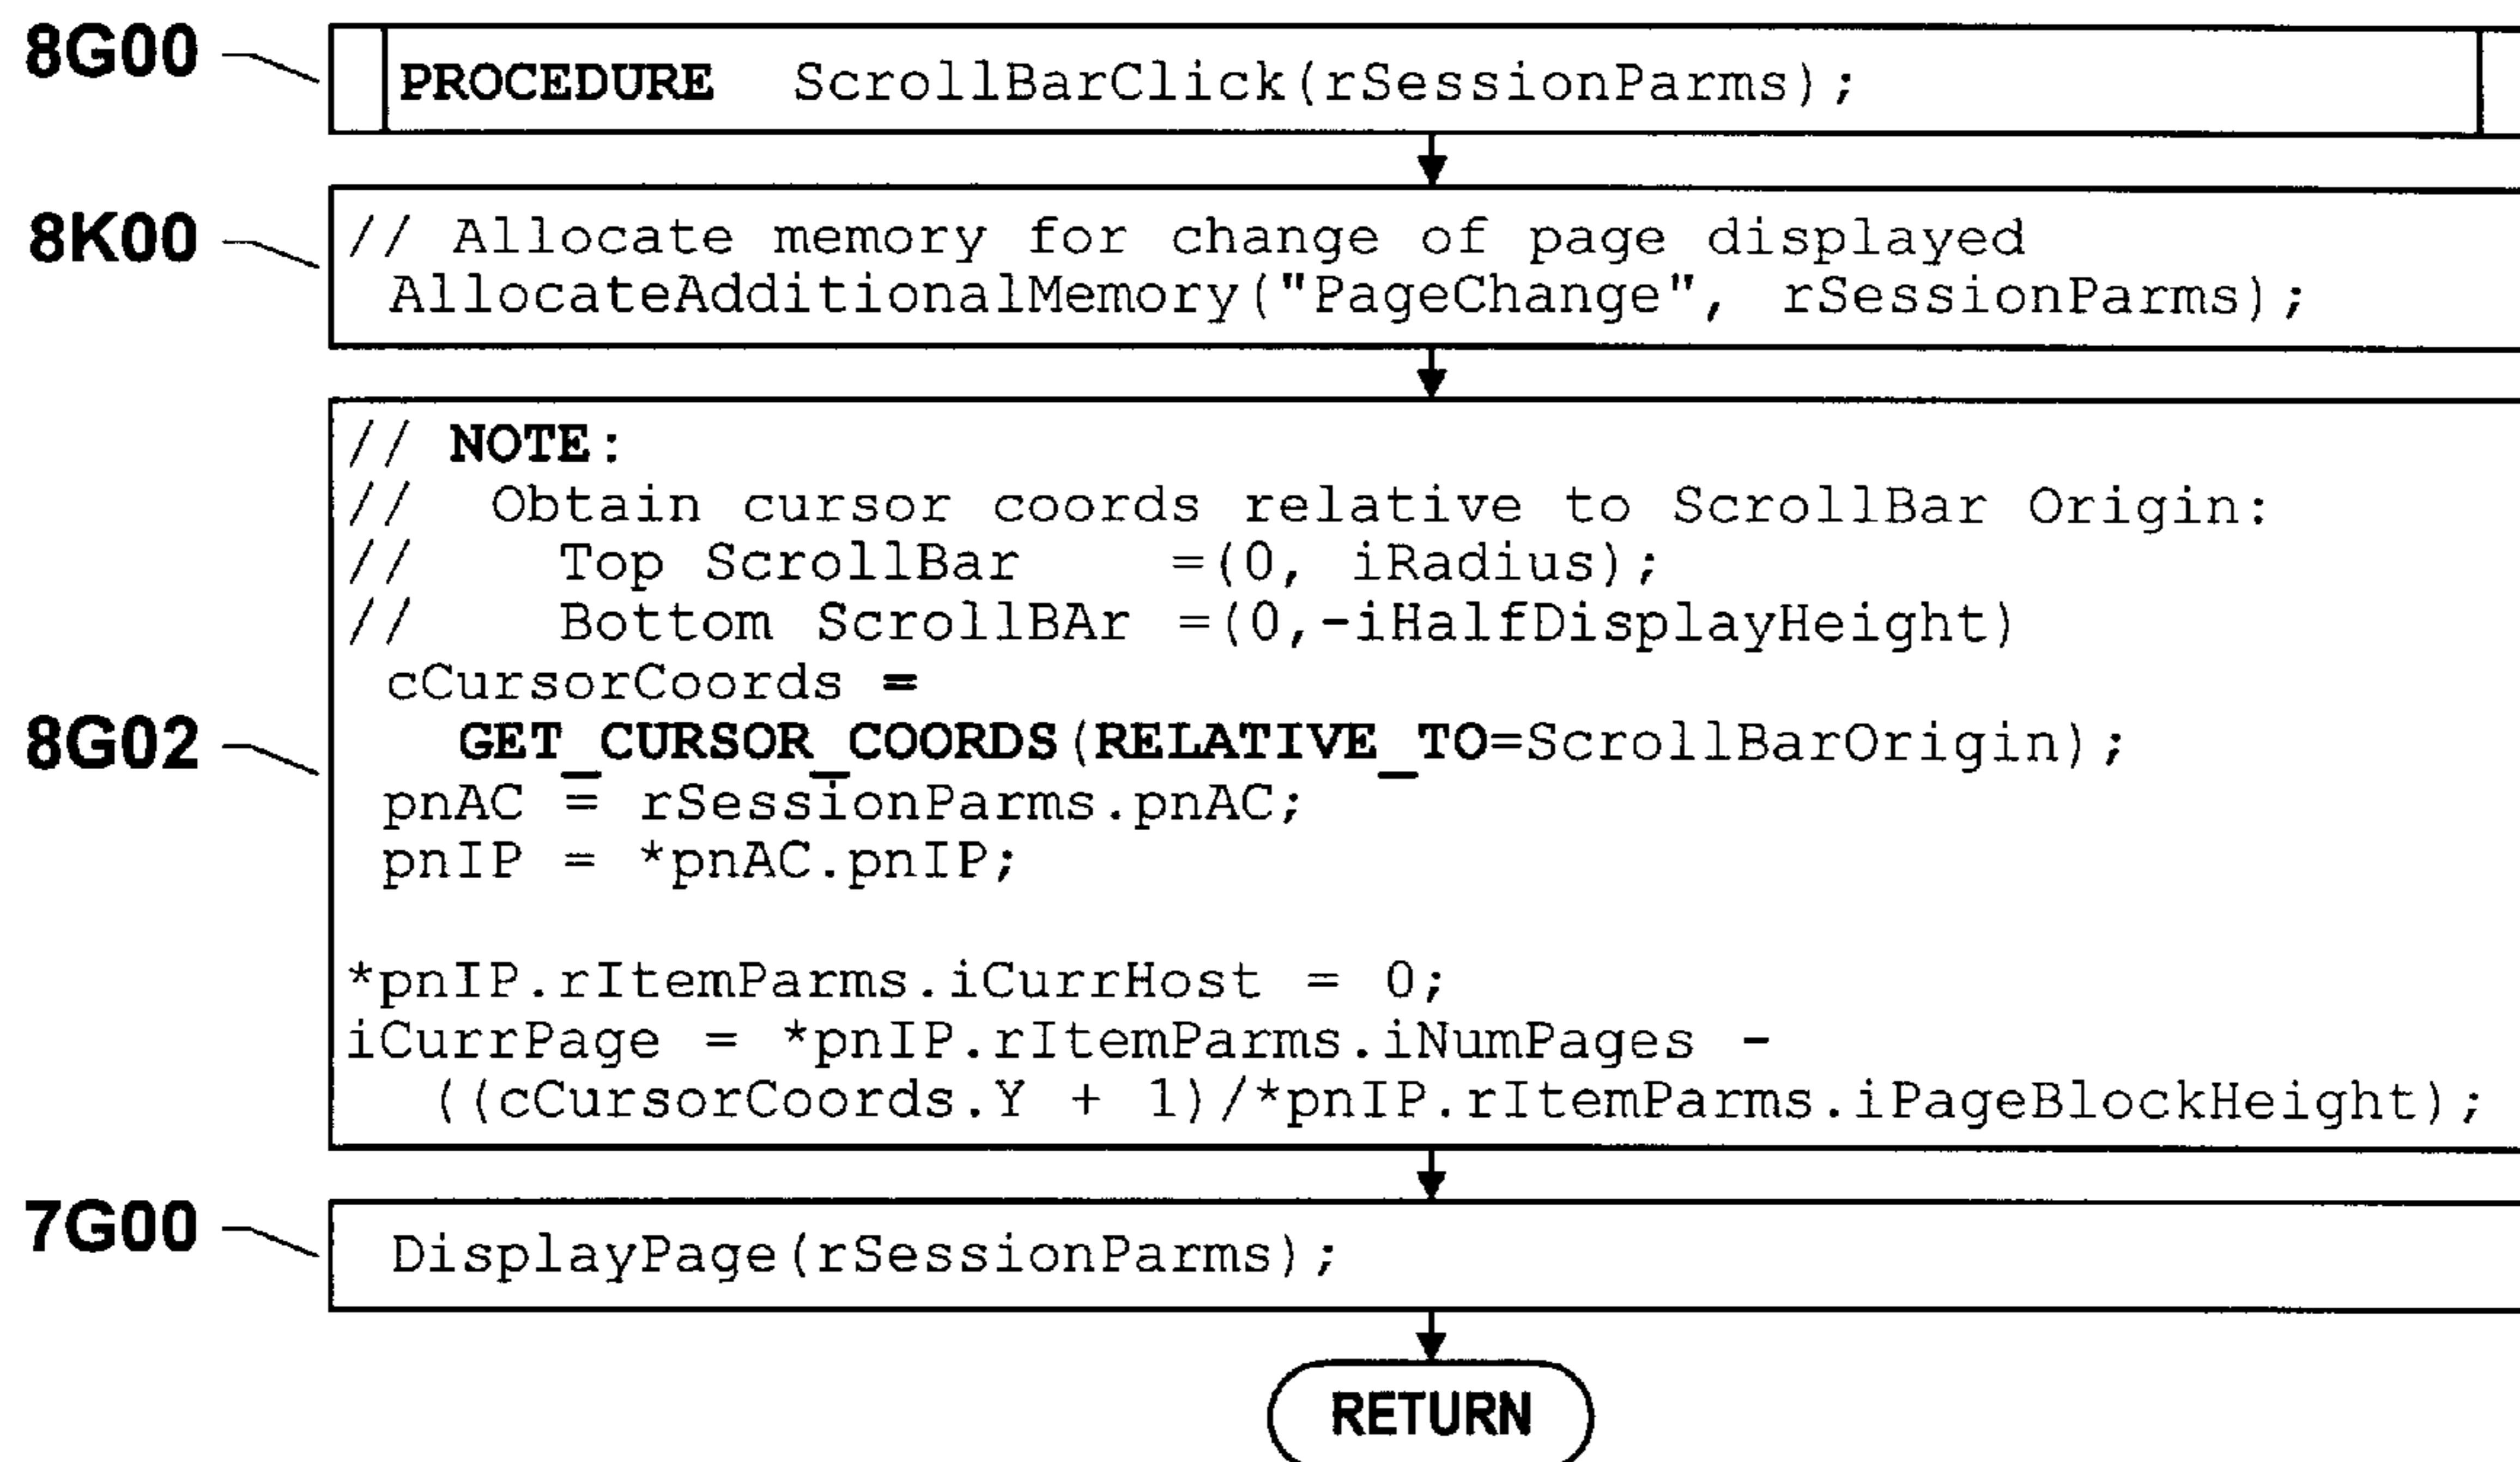 8G00
PROCEDURE ScrollBarClick(rSessionParms);
8K00
// Allocate memory for change of page displayed
AllocateAdditionalMemory("PageChange", rSessionParms);
8G02
// NOTE:
// Obtain cursor coords relative to ScrollBar Origin:
// Top ScrollBar =(0, iRadius);
// Bottom ScrollBAr =(0,-iHalfDisplayHeight)
cCursorCoords =
GET_CURSOR_COORDS(RELATIVE_TO=ScrollBarOrigin);
pnAC = rSessionParms.pnAC;
pnIP = *pnAC.pnIP;
*pnIP.rItemParms.iCurrHost = 0;
iCurrPage = *pnIP.rItemParms.iNumPages -
((cCursorCoords.Y + 1)/*pnIP.rItemParms.iPageBlockHeight);
7G00
DisplayPage(rSessionParms);
RETURN